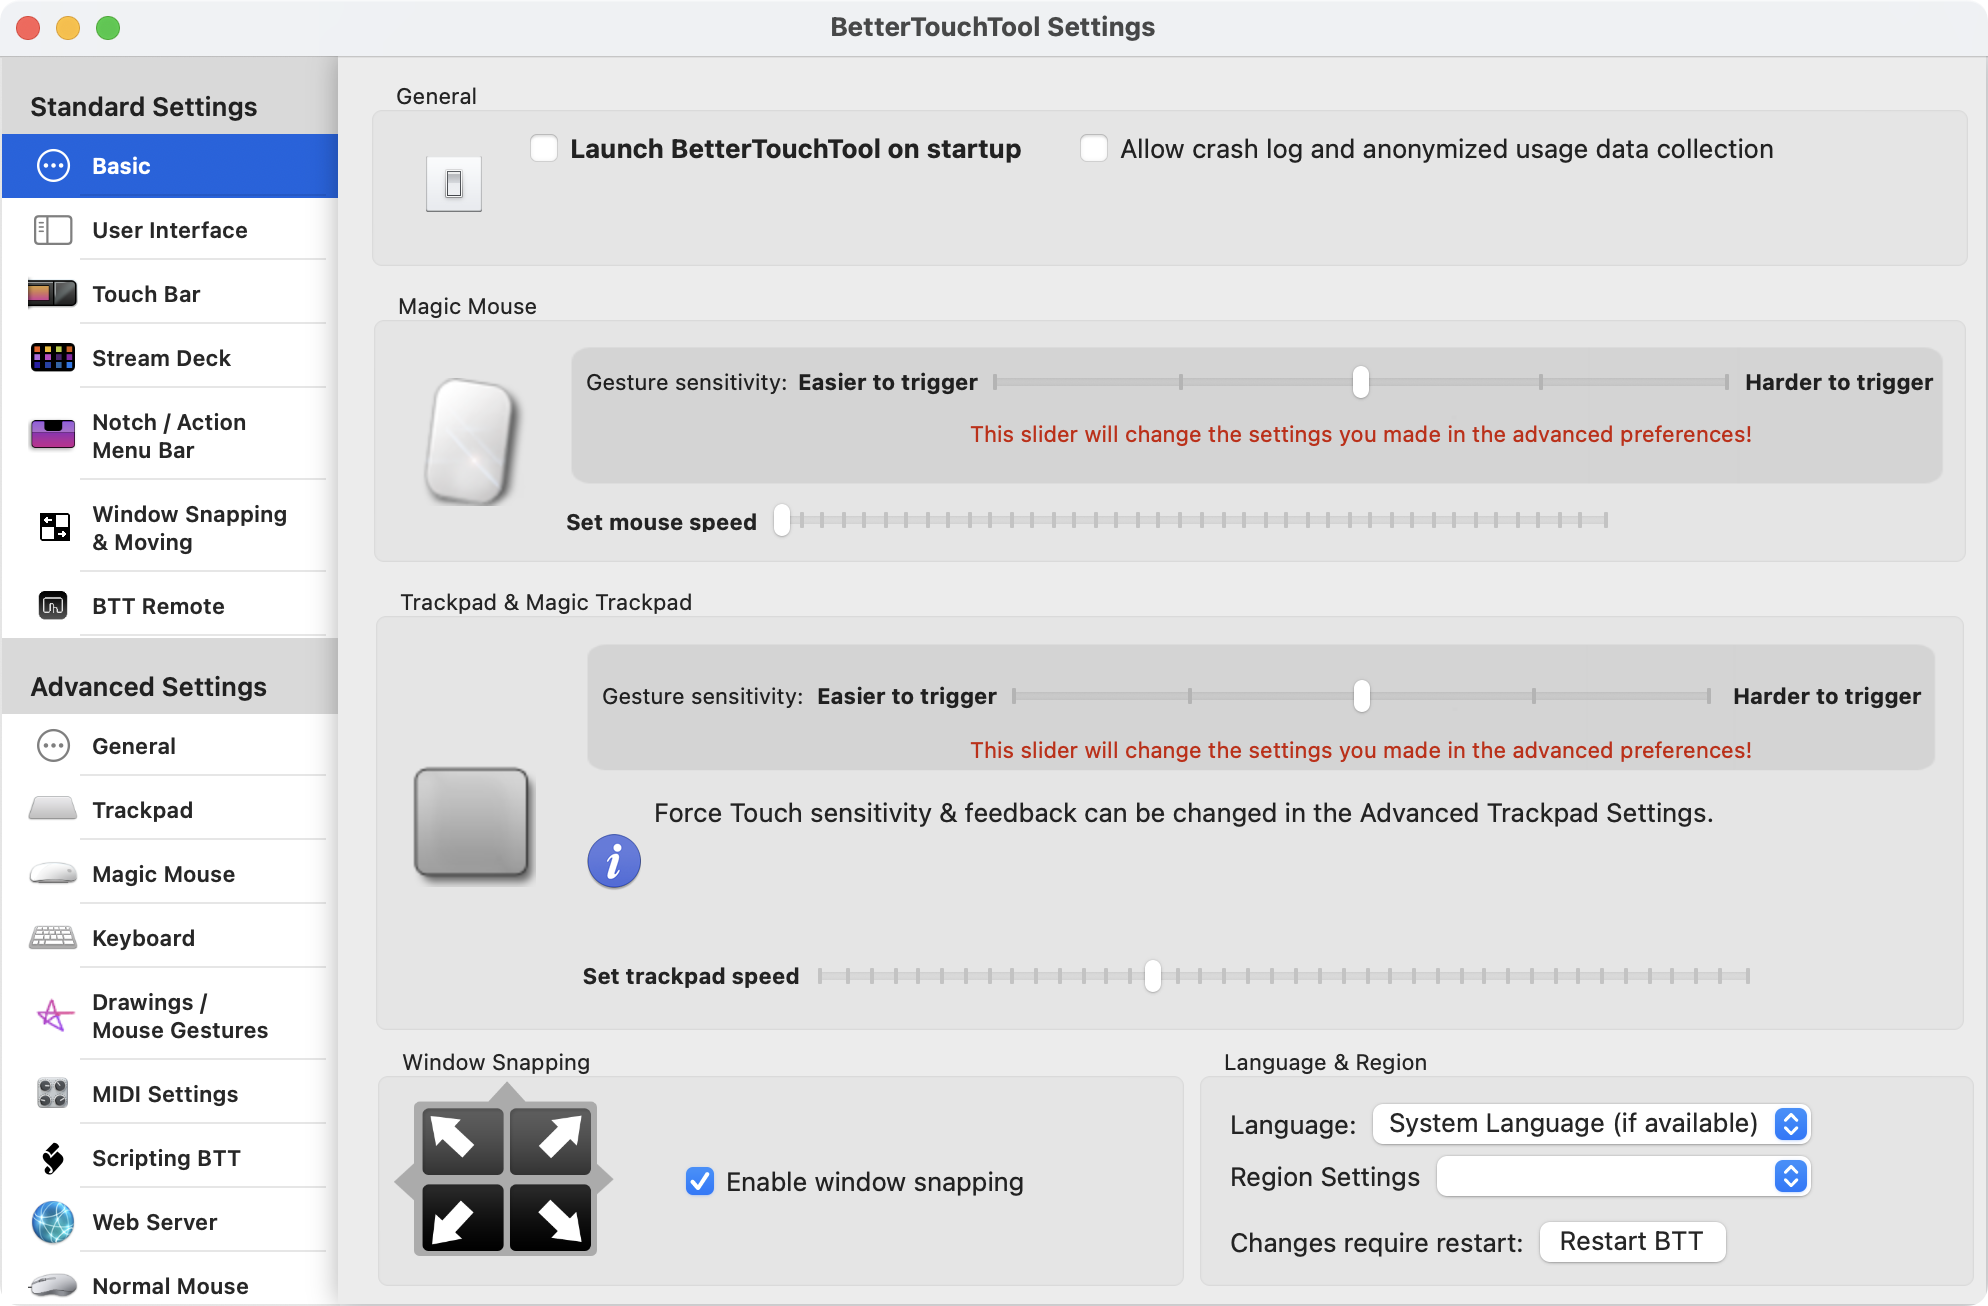 BetterTouchTool Settings
Standard Settings
Basic
User Interface
Touch Bar
Stream Deck
Notch / Action
Menu Bar
Window Snapping
& Moving
BTT Remote
Advanced Settings
General
Trackpad
Magic Mouse
Keyboard
Drawings /
Mouse Gestures
MIDI Settings
Scripting BTT
Web Server
Normal Mouse
General
Launch BetterTouchTool on startup
Allow crash log and anonymized usage data collection
Magic Mouse
Gesture sensitivity: Easier to trigger Harder to trigger
This slider will change the settings you made in the advanced preferences!
Set mouse speed
Trackpad & Magic Trackpad
Gesture sensitivity: Easier to trigger Harder to trigger
This slider will change the settings you made in the advanced preferences!
Force Touch sensitivity & feedback can be changed in the Advanced Trackpad Settings.
Set trackpad speed
Window Snapping
Enable window snapping
Language & Region
Language: System Language (if available)
Region Settings
Changes require restart: Restart BTT